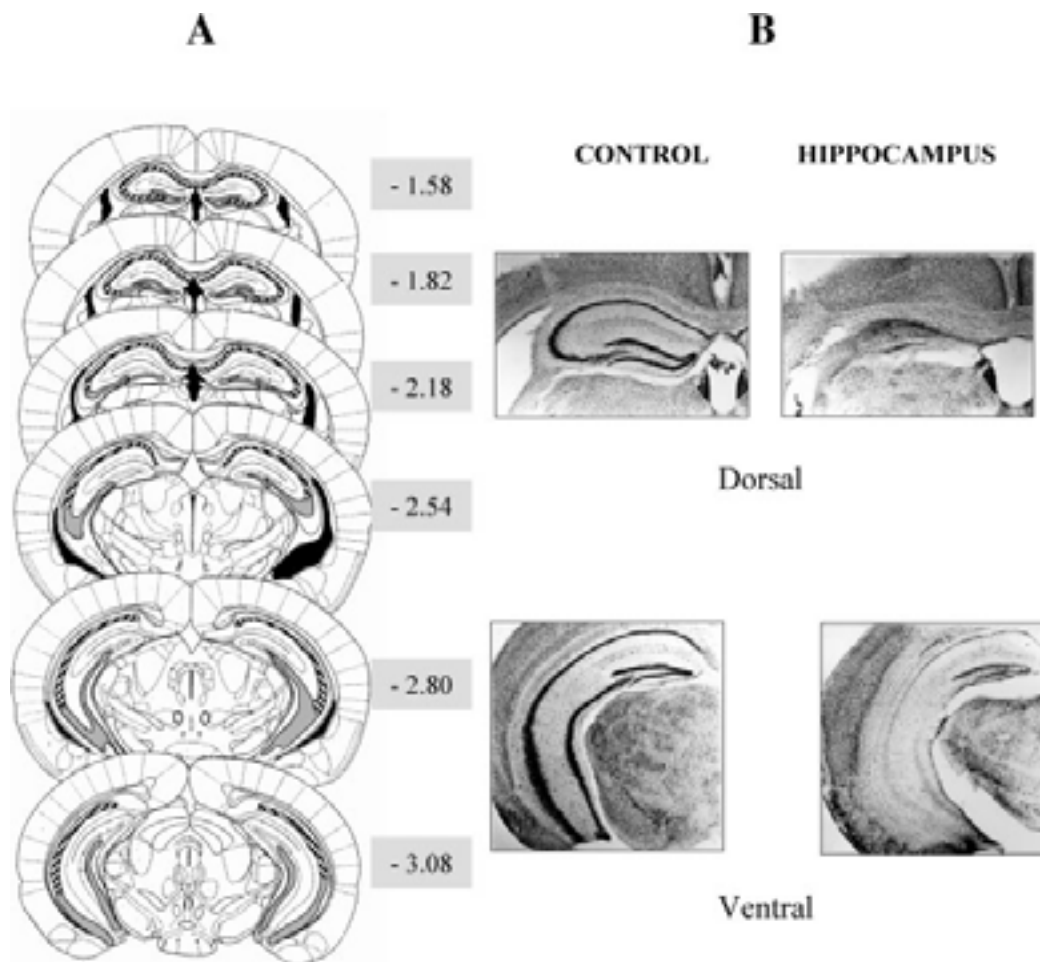 A
B
CONTROL HIPPOCAMPUS
- 1.58
- 1.82
- 2.18
- 2.54
- 2.80
- 3.08
Dorsal
Ventral